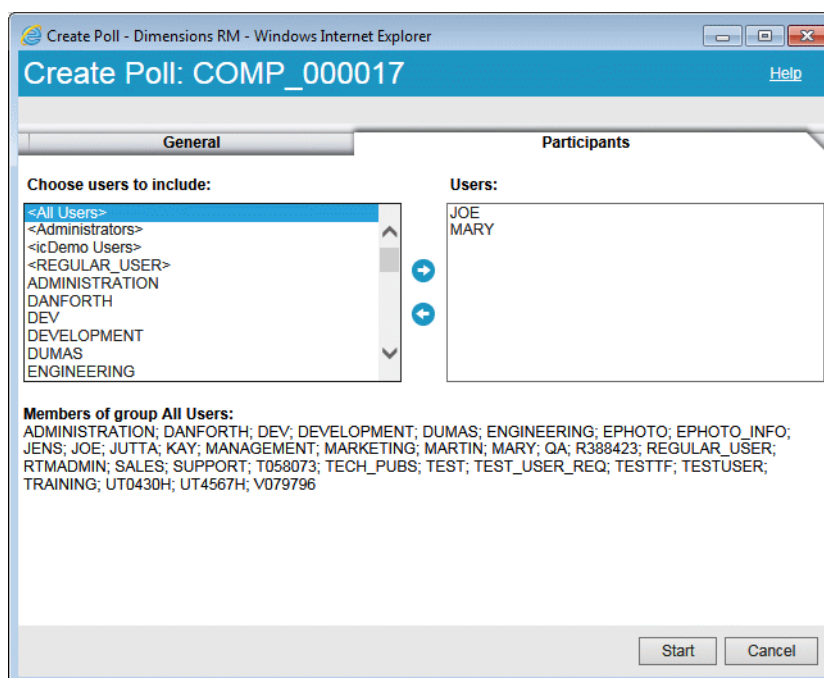 Create Poll - Dimensions RM - Windows Internet Explorer
Create Poll: COMP_000017
Help
General
Participants
Choose users to include:
<All Users>
<Administrators>
<icDemo Users>
<REGULAR_USER>
ADMINISTRATION
DANFORTH
DEV
DEVELOPMENT
DUMAS
ENGINEERING
Users:
JOE
MARY
Members of group All Users:
ADMINISTRATION; DANFORTH; DEV; DEVELOPMENT; DUMAS; ENGINEERING; EPHOTO; EPHOTO_INFO;
JENS; JOE; JUTTA; KAY; MANAGEMENT; MARKETING; MARTIN; MARY; QA; R388423; REGULAR_USER;
RTMADMIN; SALES; SUPPORT; T058073; TECH_PUBS; TEST; TEST_USER_REQ; TESTTF; TESTUSER;
TRAINING; UT0430H; UT4567H; V079796
Start
Cancel